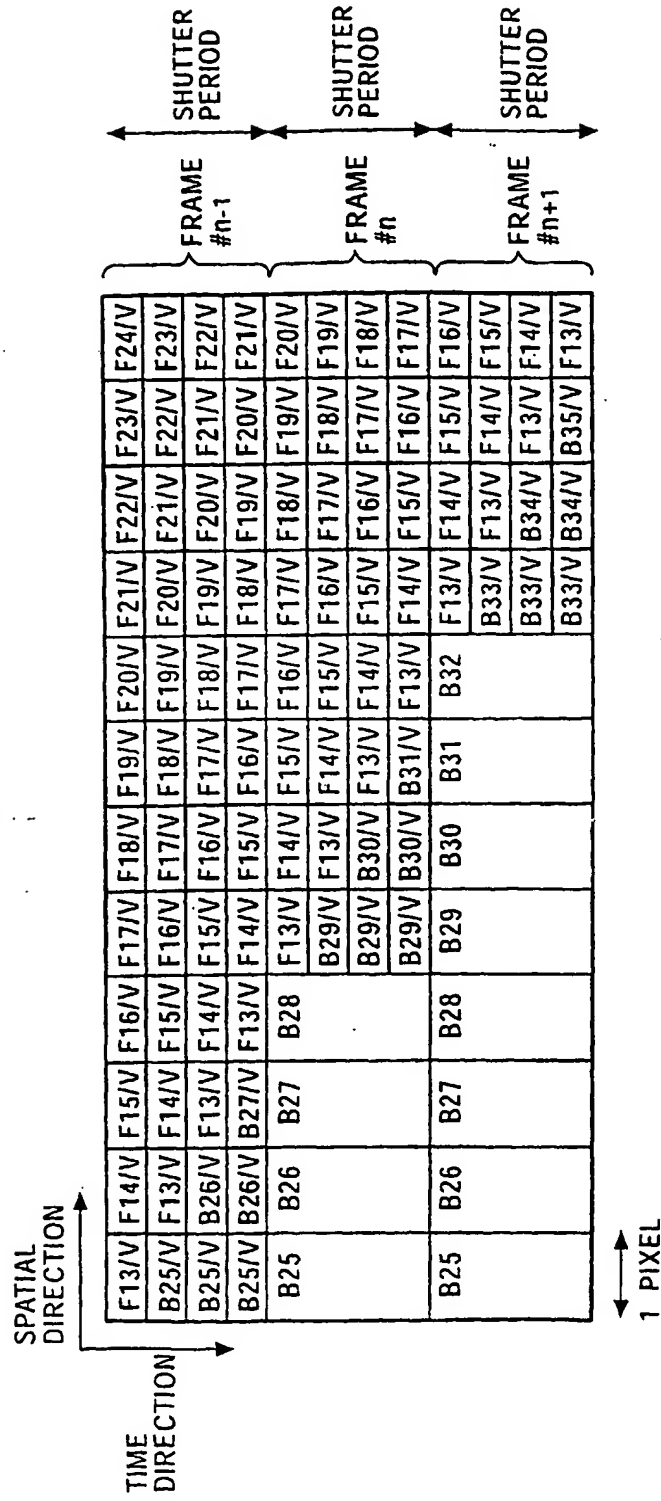 SPATIAL
DIRECTION
TIME
DIRECTION
F13/V F14/V F15/V F16/V F17/V F18/V F19/V F20/V F21/V F22/V F23/V F24/V
B25/V F13/V F14/V F15/V F16/V F17/V F18/V F19/V F20/V F21/V F22/V F23/V
B25/V B26/V F13/V F14/V F15/V F16/V F17/V F18/V F19/V F20/V F21/V F22/V
B25/V B26/V B27/V F13/V F14/V F15/V F16/V F17/V F18/V F19/V F20/V F21/V
FRAME
#n-1
SHUTTER
PERIOD
B25 B26 B27 B28 F13/V F14/V F15/V F16/V F17/V F18/V F19/V F20/V
B29/V F13/V F14/V F15/V F16/V F17/V F18/V F19/V
B29/V B30/V F13/V F14/V F15/V F16/V F17/V F18/V
B29/V B30/V B31/V F13/V F14/V F15/V F16/V F17/V
FRAME
#n
SHUTTER
PERIOD
B25 B26 B27 B28 B29 B30 B31 B32 F13/V F14/V F15/V F16/V
B33/V F13/V F14/V F15/V
B33/V B34/V F13/V F14/V
B33/V B34/V B35/V F13/V
FRAME
#n+1
SHUTTER
PERIOD
1 PIXEL